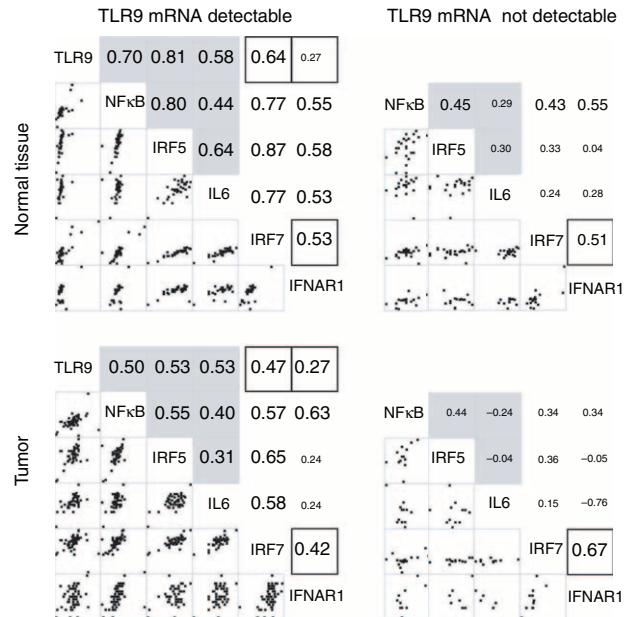 TLR9 mRNA detectable
TLR9 mRNA not detectable
Normal tissue
TLR9 0.70 0.81 0.58 0.64 0.27
NFκB 0.80 0.44 0.77 0.55
IRF5 0.64 0.87 0.58
IL6 0.77 0.53
IRF7 0.53
IFNAR1
NFκB 0.45 0.29 0.43 0.55
IRF5 0.30 0.33 0.04
IL6 0.24 0.28
IRF7 0.51
IFNAR1
Tumor
TLR9 0.50 0.53 0.53 0.47 0.27
NFκB 0.55 0.40 0.57 0.63
IRF5 0.31 0.65 0.24
IL6 0.58 0.24
IRF7 0.42
IFNAR1
NFκB 0.44 −0.24 0.34 0.34
IRF5 −0.04 0.36 −0.05
IL6 0.15 −0.76
IRF7 0.67
IFNAR1